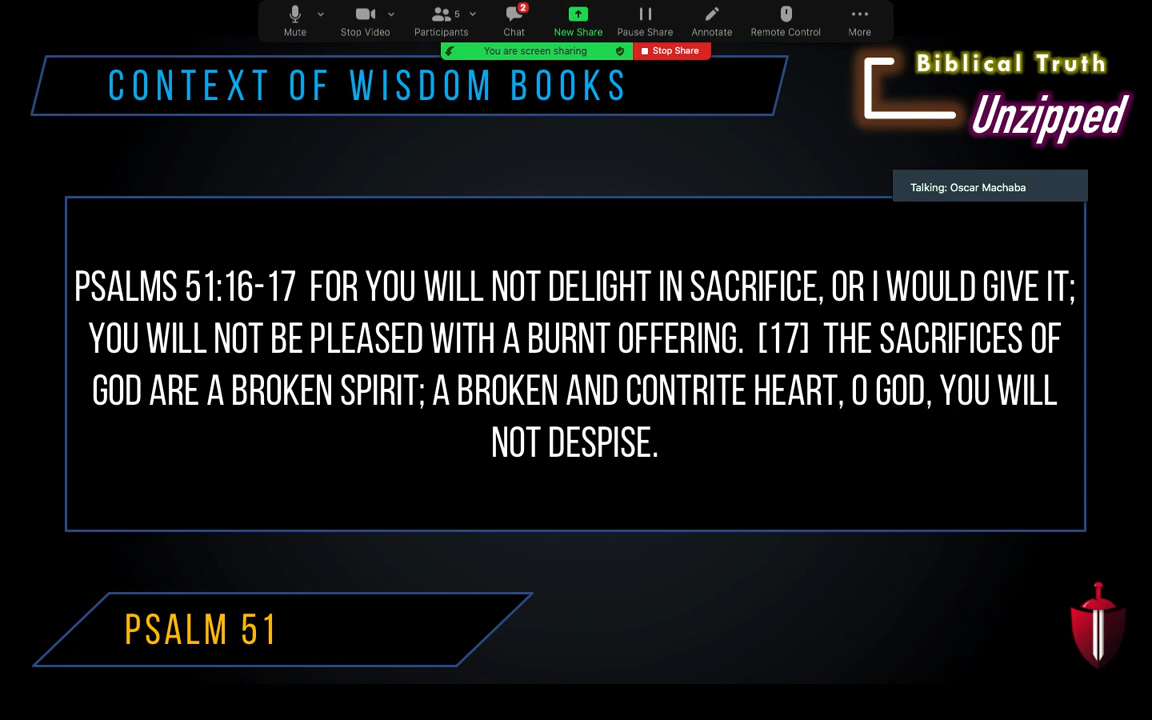 Mute
Stop Video
5
Participants
2
Chat
New Share
Pause Share
Annotate
Remote Control
More
You are screen sharing
Stop Share
CONTEXT OF WISDOM BOOKS
Biblical Truth
Unzipped
Talking: Oscar Machaba
PSALMS 51:16-17 FOR YOU WILL NOT DELIGHT IN SACRIFICE, OR I WOULD GIVE IT;
YOU WILL NOT BE PLEASED WITH A BURNT OFFERING. [17] THE SACRIFICES OF
GOD ARE A BROKEN SPIRIT; A BROKEN AND CONTRITE HEART, O GOD, YOU WILL
NOT DESPISE.
PSALM 51